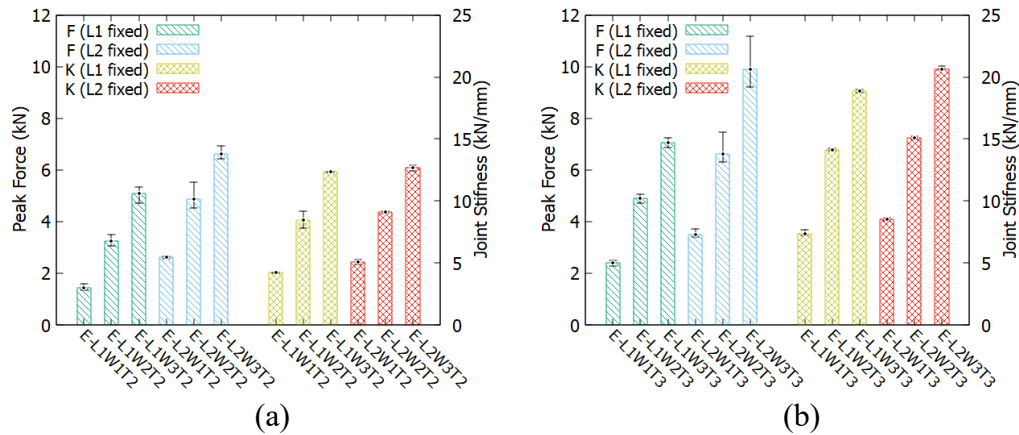 12
10
8
6
4
2
0
Peak Force (kN)
F (L1 fixed)
F (L2 fixed)
K (L1 fixed)
K (L2 fixed)
25
20
15
10
5
0
Joint Stifness (kN/mm)
E-L1W1T2
E-L1W2T2
E-L1W3T2
E-L2W1T2
E-L2W2T2
E-L2W3T2
E-L1W1T2
E-L1W2T2
E-L1W3T2
E-L2W1T2
E-L2W2T2
E-L2W3T2
(a)
12
10
8
6
4
2
0
Peak Force (kN)
F (L1 fixed)
F (L2 fixed)
K (L1 fixed)
K (L2 fixed)
25
20
15
10
5
0
Joint Stifness (kN/mm)
E-L1W1T3
E-L1W2T3
E-L1W3T3
E-L2W1T3
E-L2W2T3
E-L2W3T3
E-L1W1T3
E-L1W2T3
E-L1W3T3
E-L2W1T3
E-L2W2T3
E-L2W3T3
(b)